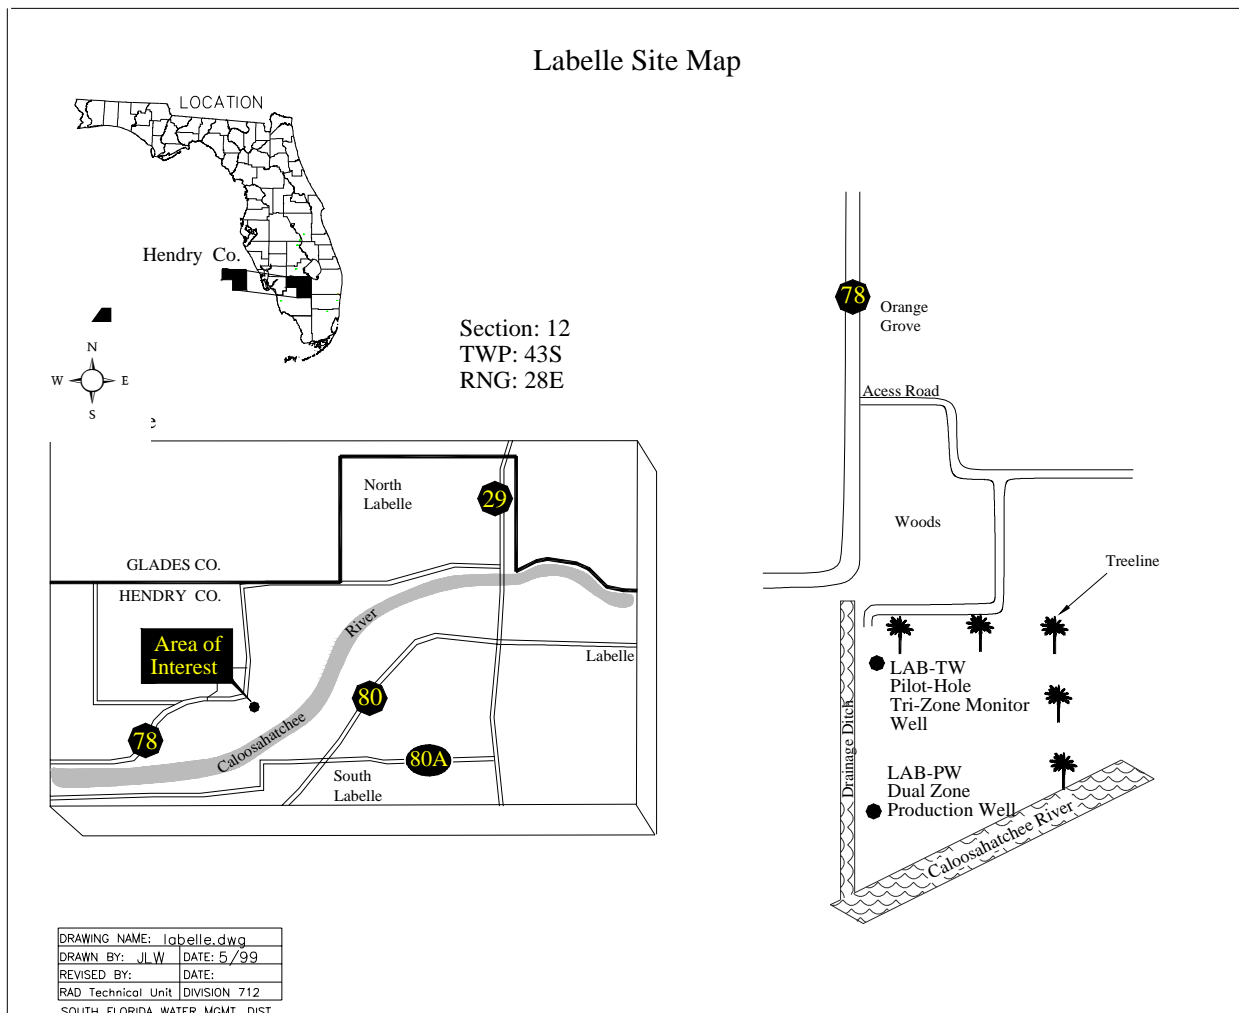 Labelle Site Map
LOCATION
Hendry Co.
N
W
E
S
Section: 12
TWP: 43S
RNG: 28E
GLADES CO.
HENDRY CO.
North
Labelle
29
River
Area of
Interest
Labelle
80
78
Caloosahatchee
80A
South
Labelle
78
Orange
Grove
Acess Road
Woods
Treeline
LAB-TW
Pilot-Hole
Tri-Zone Monitor
Well
Drainage Ditch
LAB-PW
Dual Zone
Production Well
Caloosahatchee River
DRAWING NAME: labelle.dwg
DRAWN BY: JLW DATE: 5/99
REVISED BY: DATE:
RAD Technical Unit DIVISION 712
SOUTH FLORIDA WATER MGMT. DIST.